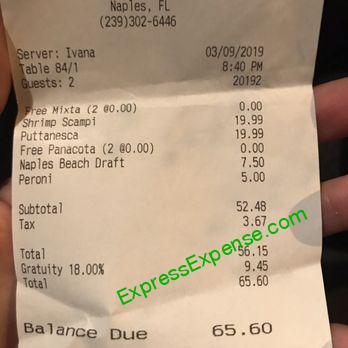 Naples, FL
(239)302-6446
Server: Ivana 03/09/2019
Table 84/1 8:40 PM
Guests: 2 20192
Free Mixta (2 @0.00) 0.00
Shrimp Scampi 19.99
Puttanesca 19.99
Free Panacota (2 @0.00) 0.00
Naples Beach Draft 7.50
Peroni 5.00
Subtotal 52.48
Tax 3.67
Total 56.15
Gratuity 18.00% 9.45
Total 65.60
ExpressExpense.com
Balance Due 65.60